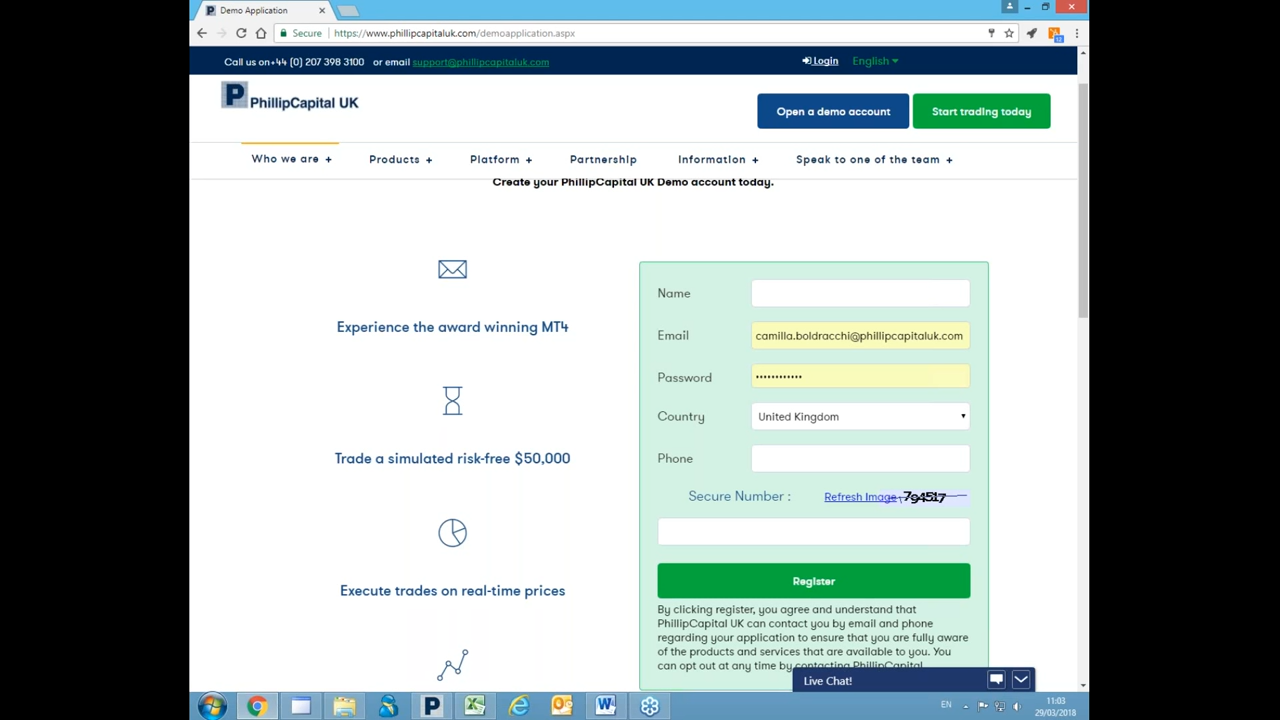 Demo Application
Secure
https://www.phillipcapitaluk.com/demoapplication.aspx
Call us on+44 (0) 207 398 3100 or email support@phillipcapitaluk.com
Login
English
P
PhillipCapital UK
Open a demo account
Start trading today
Who we are +
Products +
Platform +
Partnership
Information +
Speak to one of the team +
Create your PhillipCapital UK Demo account today.
Experience the award winning MT4
Trade a simulated risk-free $50,000
Execute trades on real-time prices
Name
Email
camilla.boldracchi@phillipcapitaluk.com
Password
••••••••••••
Country
United Kingdom
Phone
Secure Number :
Refresh Image
794517
Register
By clicking register, you agree and understand that
PhillipCapital UK can contact you by email and phone
regarding your application to ensure that you are fully aware
of the products and services that are available to you. You
can opt out at any time by contacting PhillipCapital
Live Chat!
EN
11:03
29/03/2018